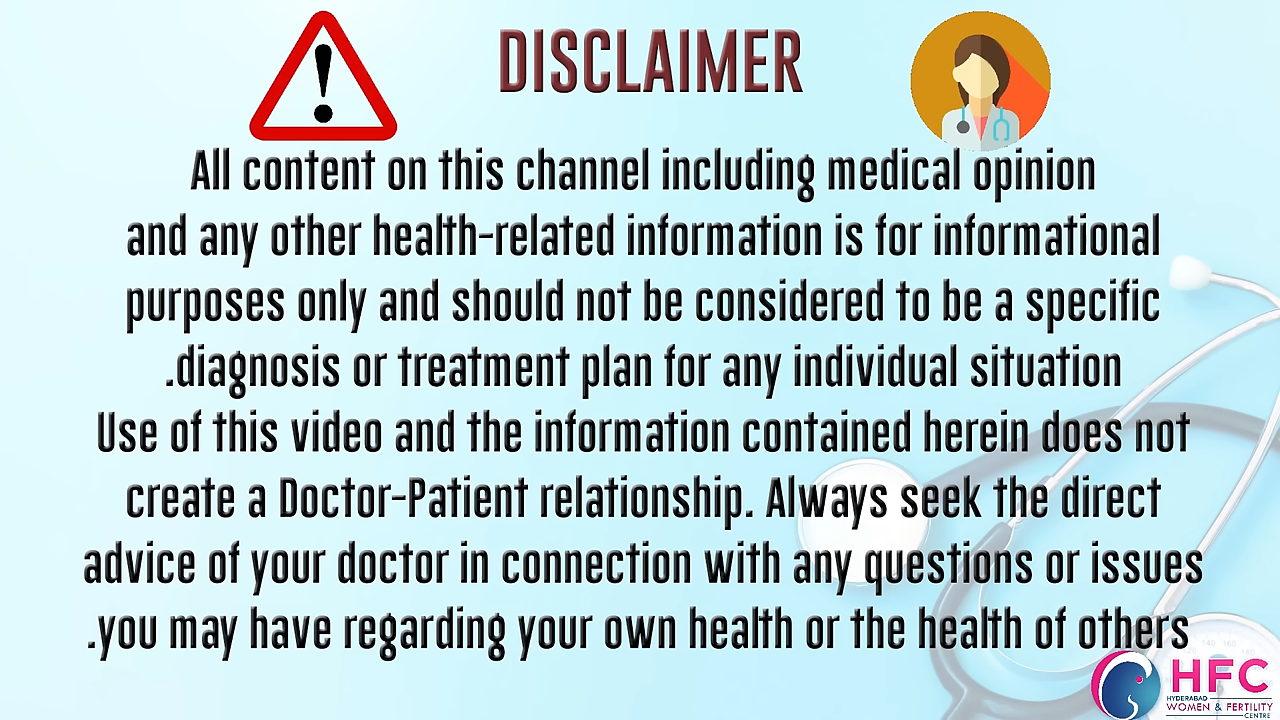 DISCLAIMER
All content on this channel including medical opinion
and any other health-related information is for informational
purposes only and should not be considered to be a specific
.diagnosis or treatment plan for any individual situation
Use of this video and the information contained herein does not
create a Doctor-Patient relationship. Always seek the direct
advice of your doctor in connection with any questions or issues
.you may have regarding your own health or the health of others
HFC
HYDERABAD
WOMEN & FERTILITY
CENTRE
140 160
180